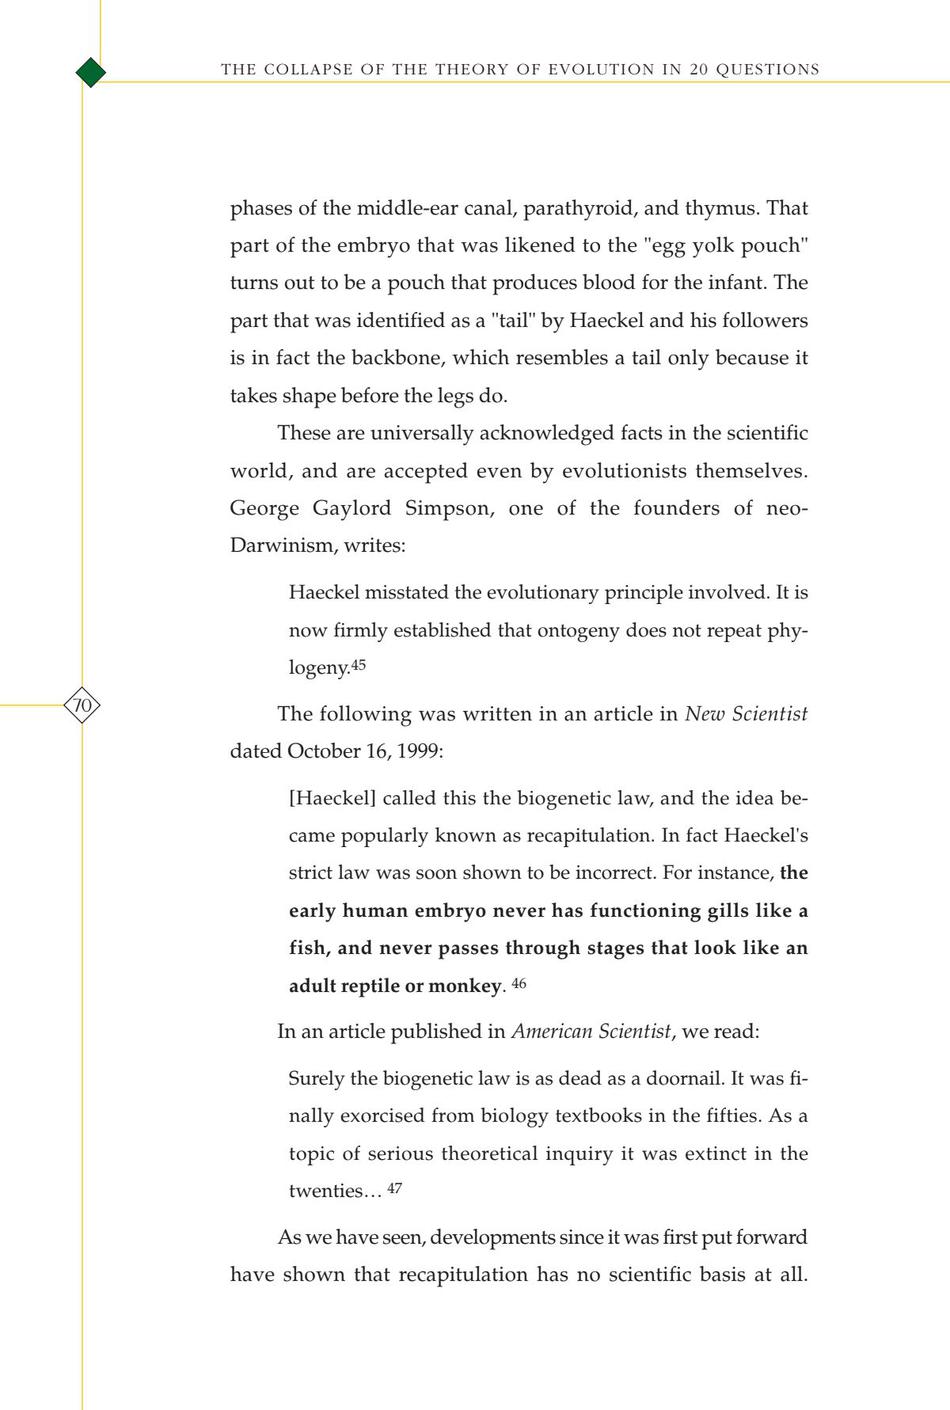 THE COLLAPSE OF THE THEORY OF EVOLUTION IN 20 QUESTIONS
phases of the middle-ear canal, parathyroid, and thymus. That
part of the embryo that was likened to the "egg yolk pouch"
turns out to be a pouch that produces blood for the infant. The
part that was identified as a "tail" by Haeckel and his followers
is in fact the backbone, which resembles a tail only because it
takes shape before the legs do.
These are universally acknowledged facts in the scientific
world, and are accepted even by evolutionists themselves.
George Gaylord Simpson, one of the founders of neo-
Darwinism, writes:
Haeckel misstated the evolutionary principle involved. It is
now firmly established that ontogeny does not repeat phy-
logeny.45
70
The following was written in an article in New Scientist
dated October 16, 1999:
[Haeckel] called this the biogenetic law, and the idea be-
came popularly known as recapitulation. In fact Haeckel's
strict law was soon shown to be incorrect. For instance, the
early human embryo never has functioning gills like a
fish, and never passes through stages that look like an
adult reptile or monkey. 46
In an article published in American Scientist, we read:
Surely the biogenetic law is as dead as a doornail. It was fi-
nally exorcised from biology textbooks in the fifties. As a
topic of serious theoretical inquiry it was extinct in the
twenties… 47
As we have seen, developments since it was first put forward
have shown that recapitulation has no scientific basis at all.